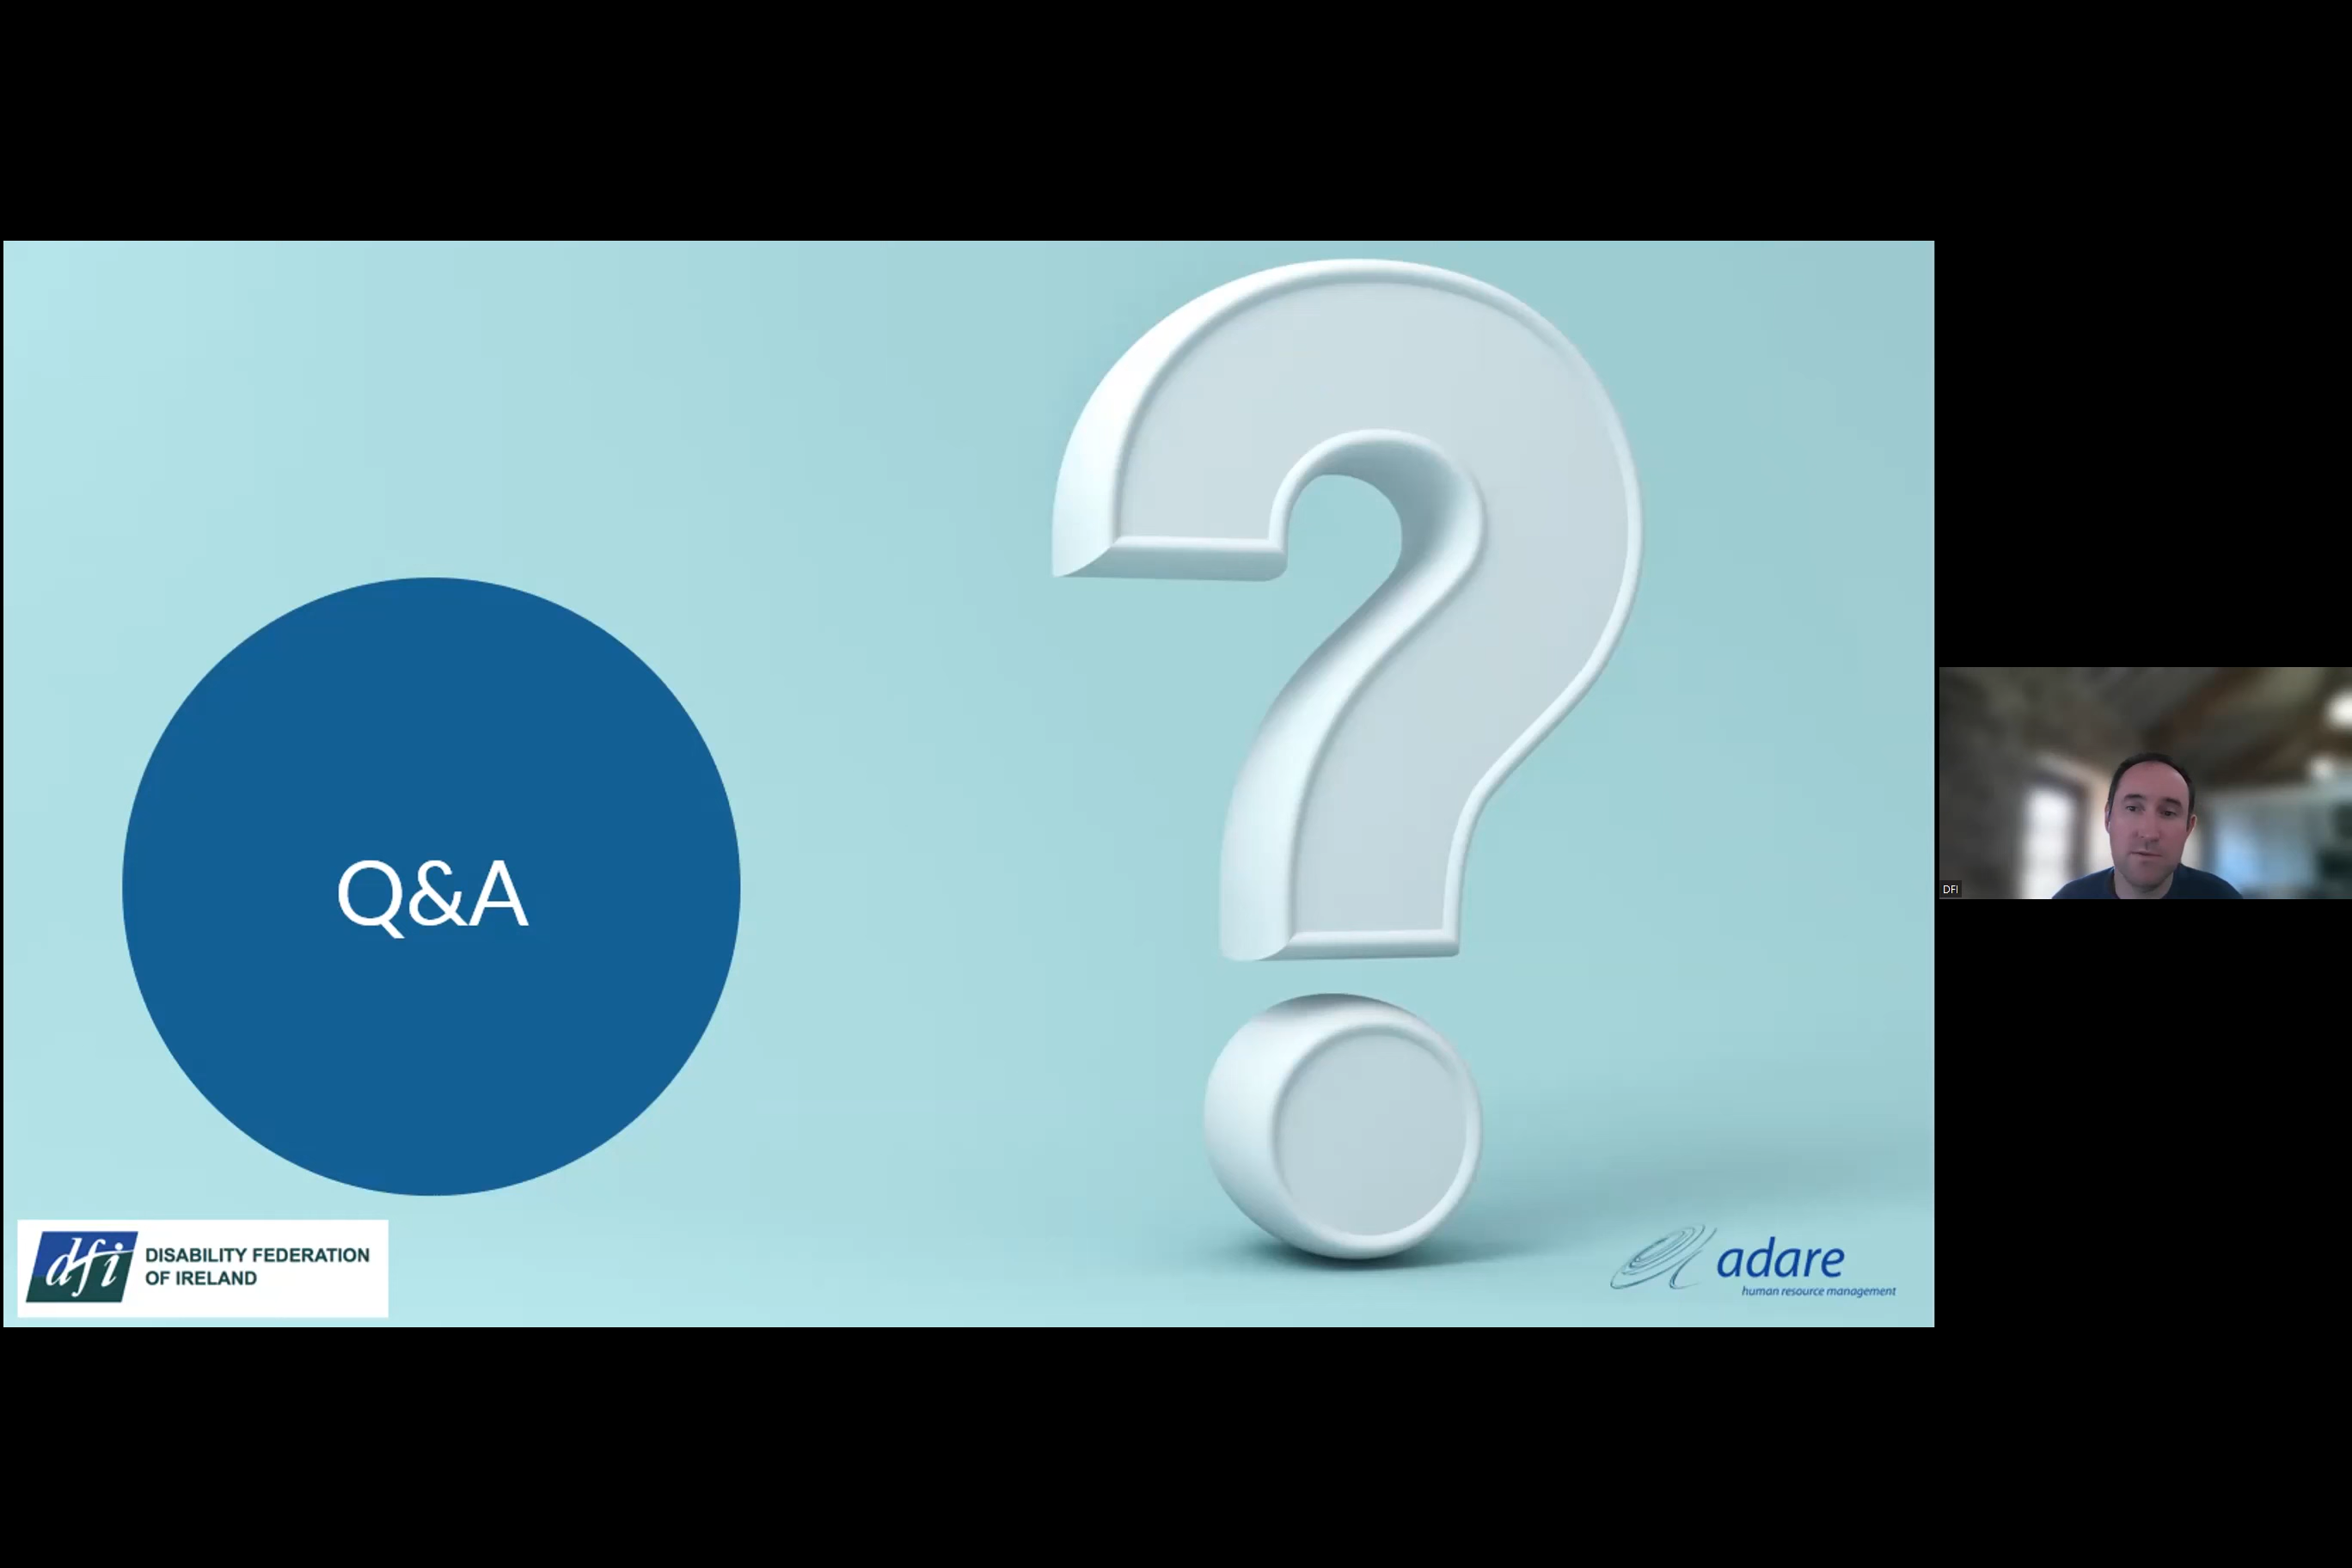 Q&A
dfi DISABILITY FEDERATION
OF IRELAND
adare
human resource management
DFI